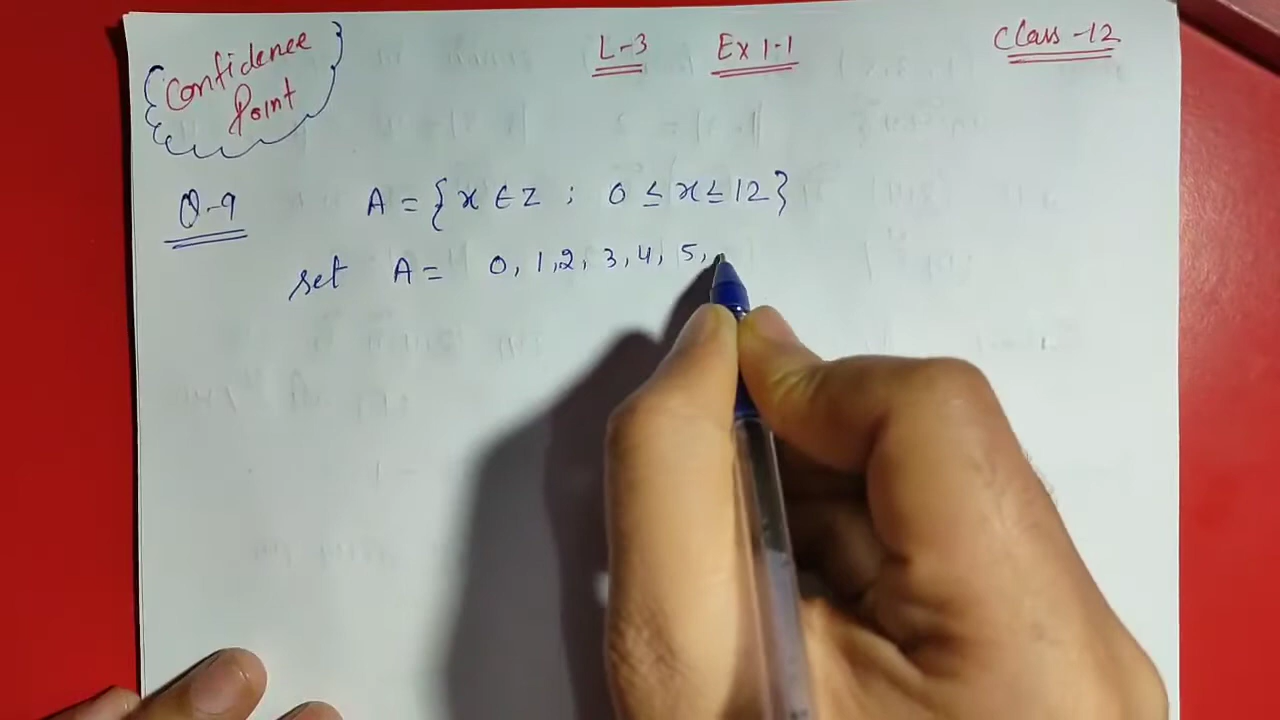 Confidence Point
L-3 Ex 1.1 Class-12
Q-9 A = { x ∈ Z ; 0 ≤ x ≤ 12 }
set A = 0, 1, 2, 3, 4, 5,